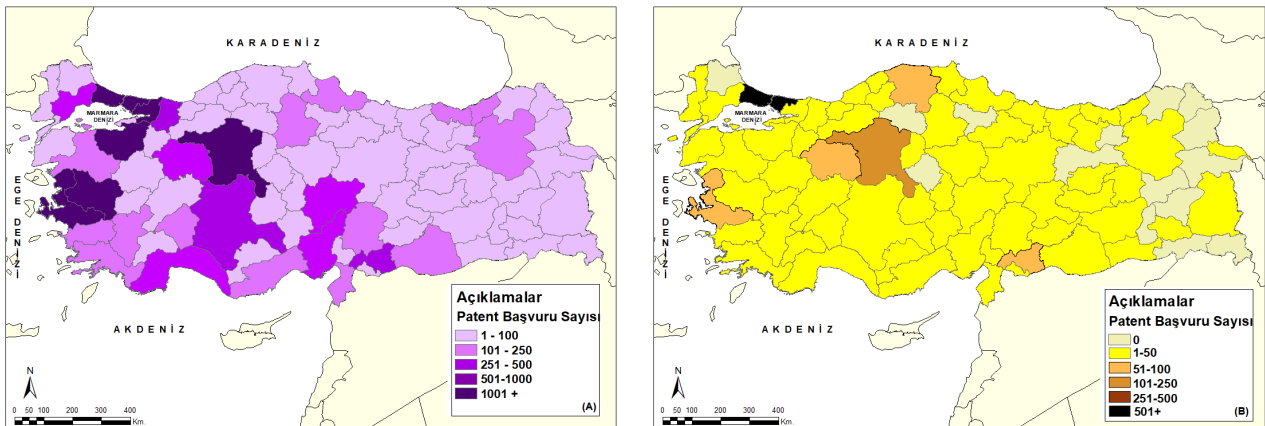 KARADENİZ
MARMARA
DENİZİ
EGE DENİZİ
AKDENİZ
Açıklamalar
Patent Başvuru Sayısı
1 - 100
101 - 250
251 - 500
501-1000
1001 +
(A)
N
0 50 100 200 300 400
Km.
KARADENİZ
MARMARA
DENİZİ
EGE DENİZİ
AKDENİZ
Açıklamalar
Patent Başvuru Sayısı
0
1-50
51-100
101-250
251-500
501+
(B)
N
0 50 100 200 300 400
Km.